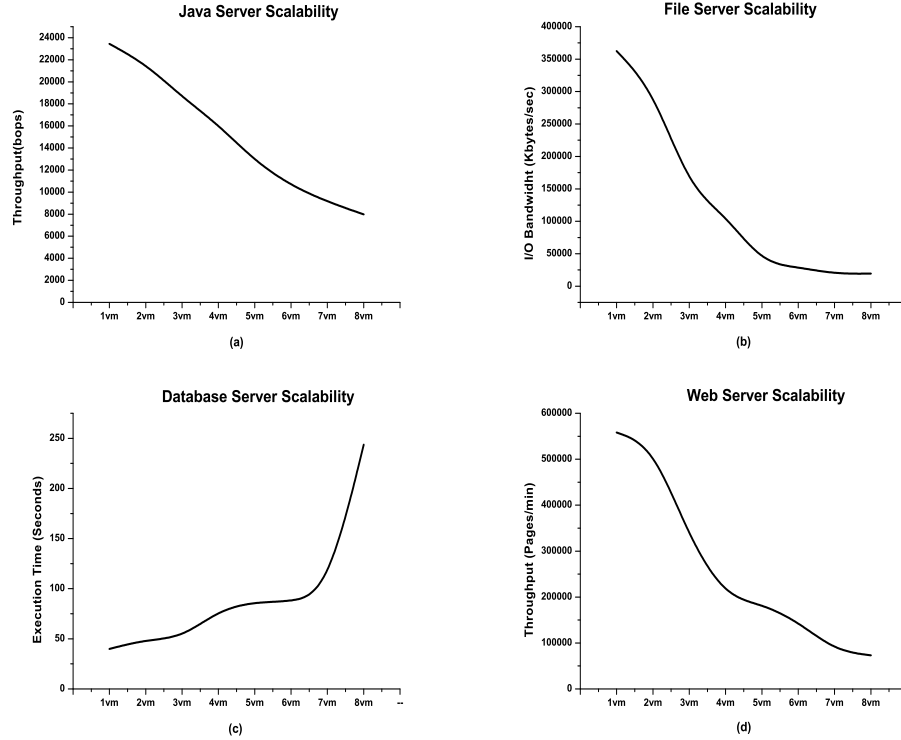 Java Server Scalability
Throughput(bops)
24000
22000
20000
18000
16000
14000
12000
10000
8000
6000
4000
2000
0
1vm 2vm 3vm 4vm 5vm 6vm 7vm 8vm
(a)
File Server Scalability
I/O Bandwidht (Kbytes/sec)
400000
350000
300000
250000
200000
150000
100000
50000
0
1vm 2vm 3vm 4vm 5vm 6vm 7vm 8vm
(b)
Database Server Scalability
Execution Time (Seconds)
250
200
150
100
50
0
1vm 2vm 3vm 4vm 5vm 6vm 7vm 8vm --
(c)
Web Server Scalability
Throughput (Pages/min)
600000
500000
400000
300000
200000
100000
0
1vm 2vm 3vm 4vm 5vm 6vm 7vm 8vm
(d)